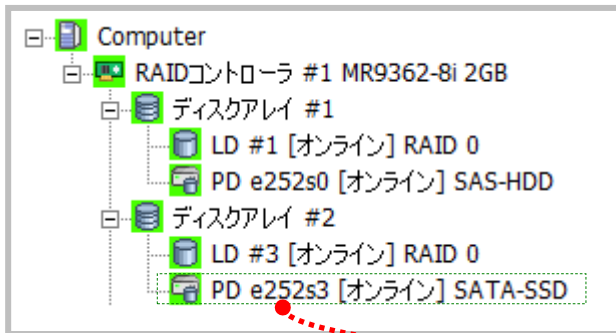 Computer
RAIDコントローラ #1 MR9362-8i 2GB
ディスクアレイ #1
LD #1 [オンライン] RAID 0
PD e252s0 [オンライン] SAS-HDD
ディスクアレイ #2
LD #3 [オンライン] RAID 0
PD e252s3 [オンライン] SATA-SSD